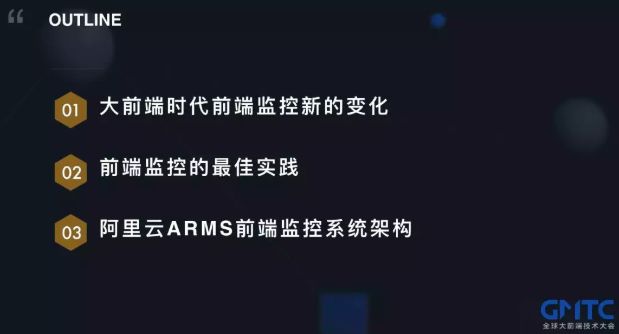 “
OUTLINE
01 大前端时代前端监控新的变化
02 前端监控的最佳实践
03 阿里云ARMS前端监控系统架构
GMTC
全球大前端技术大会